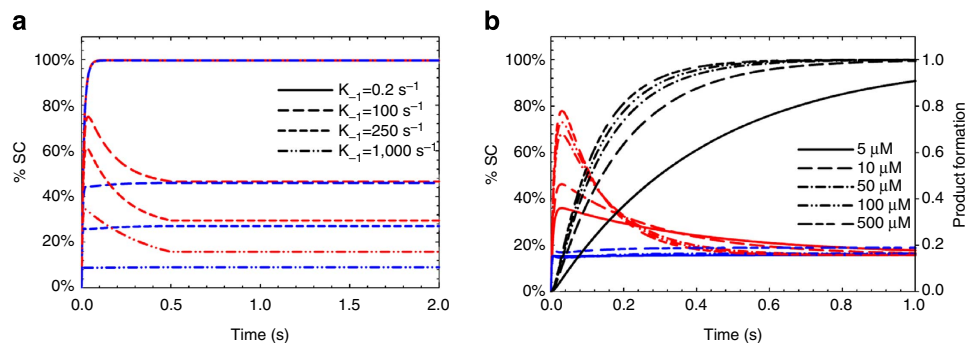 a
100%
80%
60%
40%
20%
0%
% SC
K₋₁=0.2 s⁻¹
K₋₁=100 s⁻¹
K₋₁=250 s⁻¹
K₋₁=1,000 s⁻¹
0.0 0.5 1.0 1.5 2.0
Time (s)
b
100%
80%
60%
40%
20%
0%
% SC
5 μM
10 μM
50 μM
100 μM
500 μM
1.0
0.8
0.6
0.4
0.2
0.0
Product formation
0.0 0.2 0.4 0.6 0.8 1.0
Time (s)